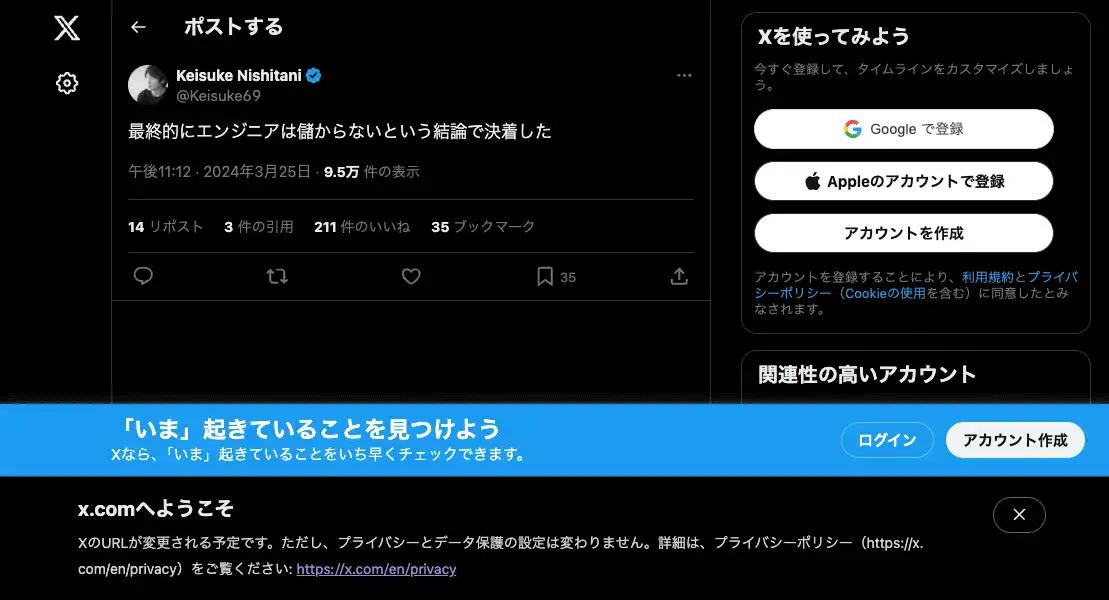 ポストする
Keisuke Nishitani
@Keisuke69
最終的にエンジニアは儲からないという結論で決着した
午後11:12 · 2024年3月25日 · 9.5万 件の表示
14 リポスト 3 件の引用 211 件のいいね 35 ブックマーク
35
Xを使ってみよう
今すぐ登録して、タイムラインをカスタマイズしましょ
う。
Google で登録
Appleのアカウントで登録
アカウントを作成
アカウントを登録することにより、利用規約とプライバ
シーポリシー（Cookieの使用を含む）に同意したとみ
なされます。
関連性の高いアカウント
「いま」起きていることを見つけよう
Xなら、「いま」起きていることをいち早くチェックできます。
ログイン
アカウント作成
x.comへようこそ
XのURLが変更される予定です。ただし、プライバシーとデータ保護の設定は変わりません。詳細は、プライバシーポリシー（https://x.
com/en/privacy）をご覧ください: https://x.com/en/privacy